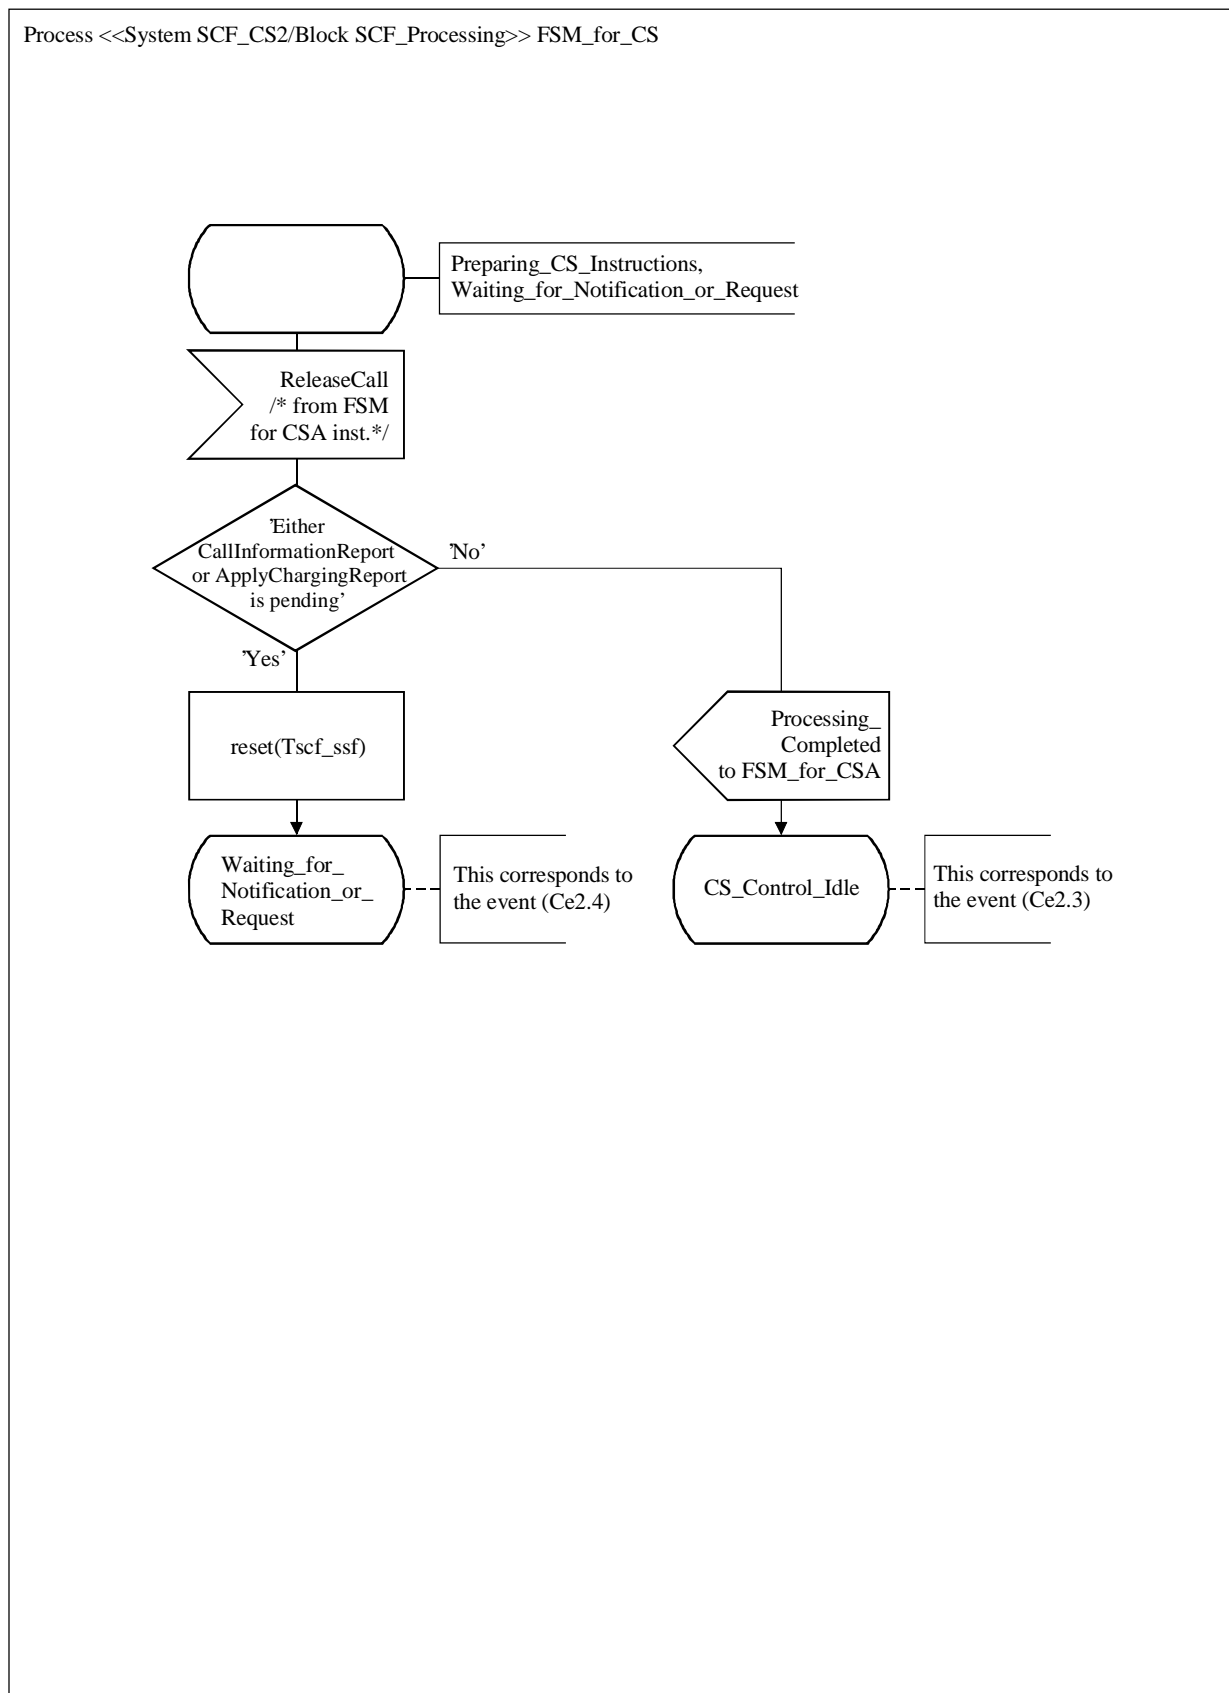 Process <<System SCF_CS2/Block SCF_Processing>> FSM_for_CS
Preparing_CS_Instructions,
Waiting_for_Notification_or_Request
ReleaseCall
/* from FSM
for CSA inst.*/
'Either
CallInformationReport
or ApplyChargingReport
is pending'
'No'
'Yes'
reset(Tscf_ssf)
Processing_
Completed
to FSM_for_CSA
Waiting_for_
Notification_or_
Request
This corresponds to
the event (Ce2.4)
CS_Control_Idle
This corresponds to
the event (Ce2.3)